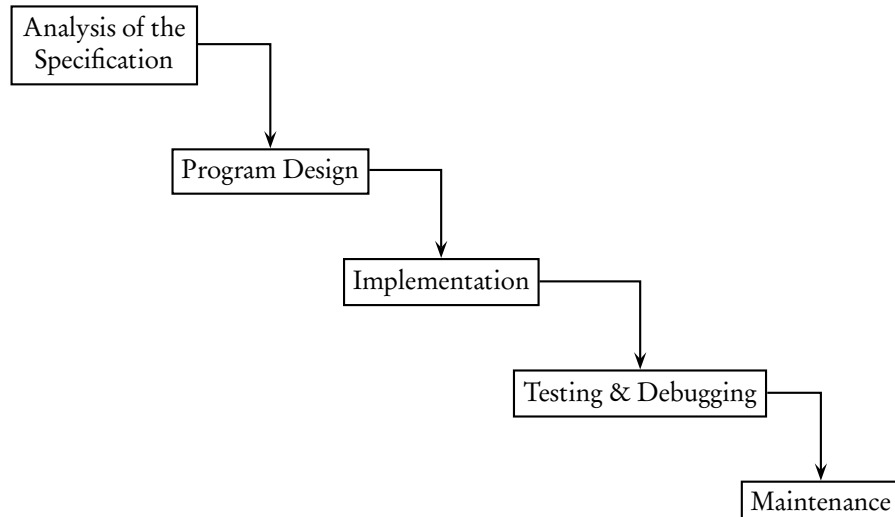 Analysis of the
Specification
Program Design
Implementation
Testing & Debugging
Maintenance